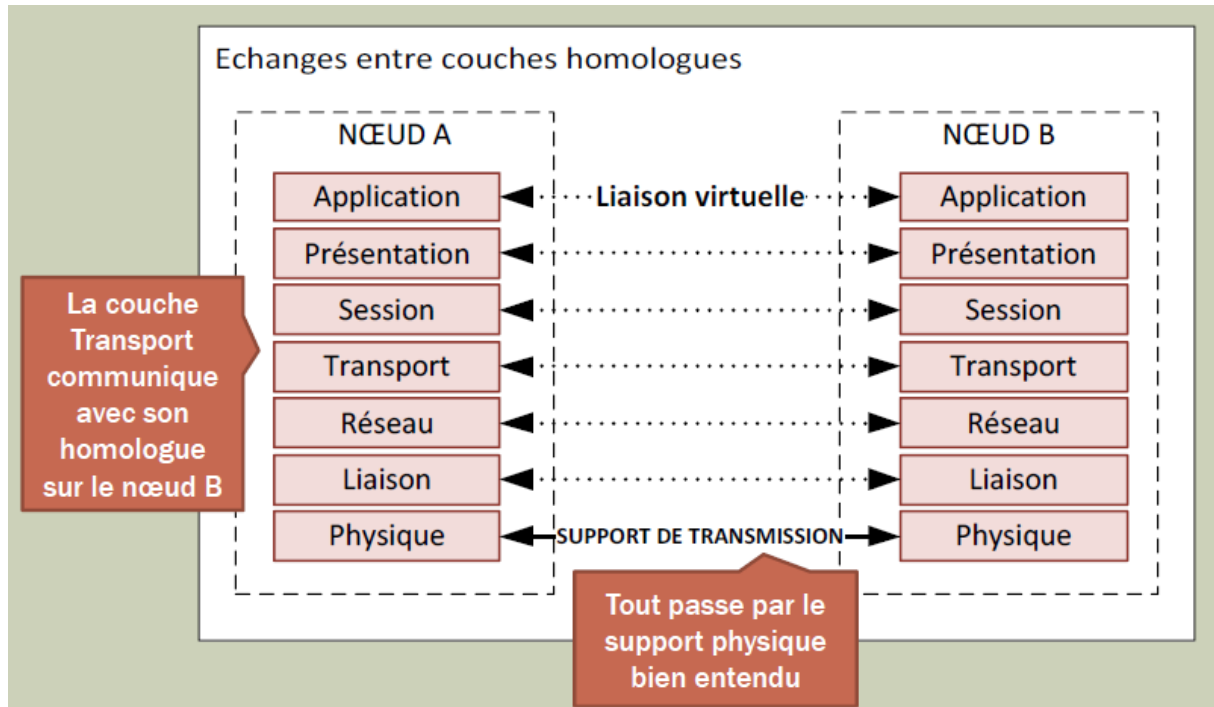 Echanges entre couches homologues
NŒUD A
NŒUD B
Application
Liaison virtuelle
Application
Présentation
Présentation
Session
Session
Transport
Transport
Réseau
Réseau
Liaison
Liaison
Physique
SUPPORT DE TRANSMISSION
Physique
La couche
Transport
communique
avec son
homologue
sur le nœud B
Tout passe par le
support physique
bien entendu